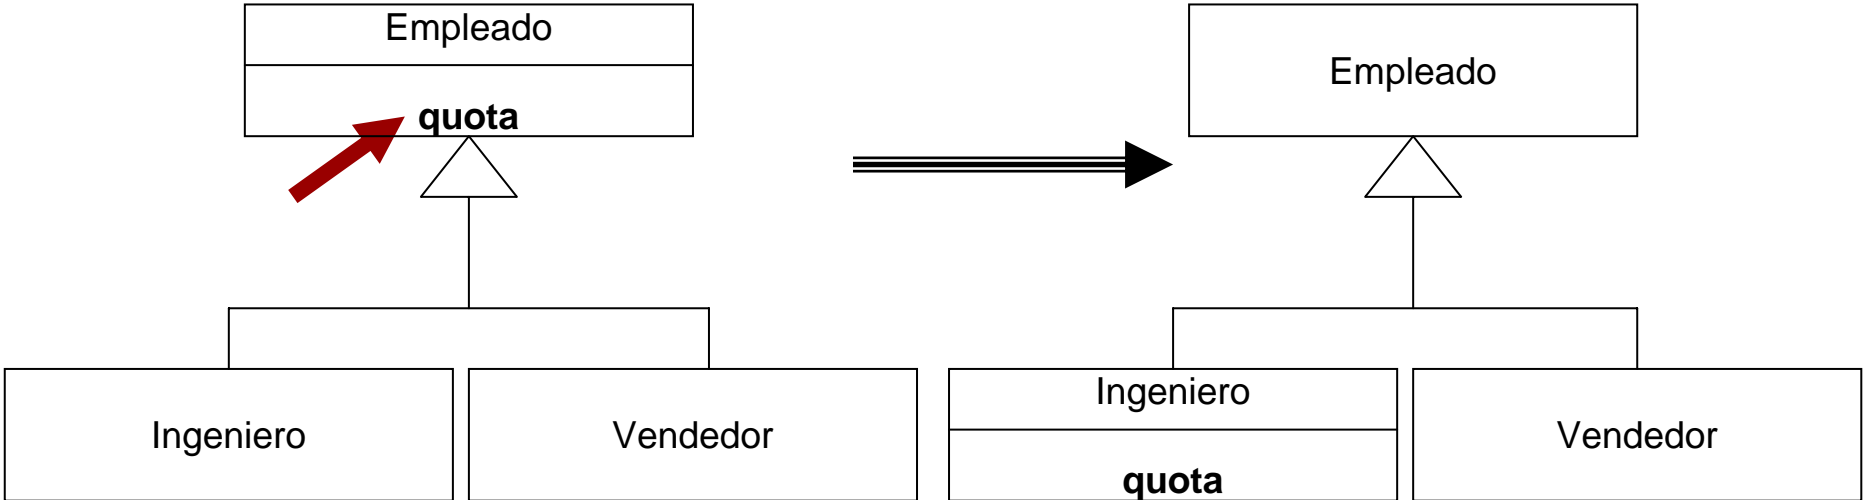 Empleado
quota
Ingeniero
Vendedor
Empleado
Ingeniero
quota
Vendedor